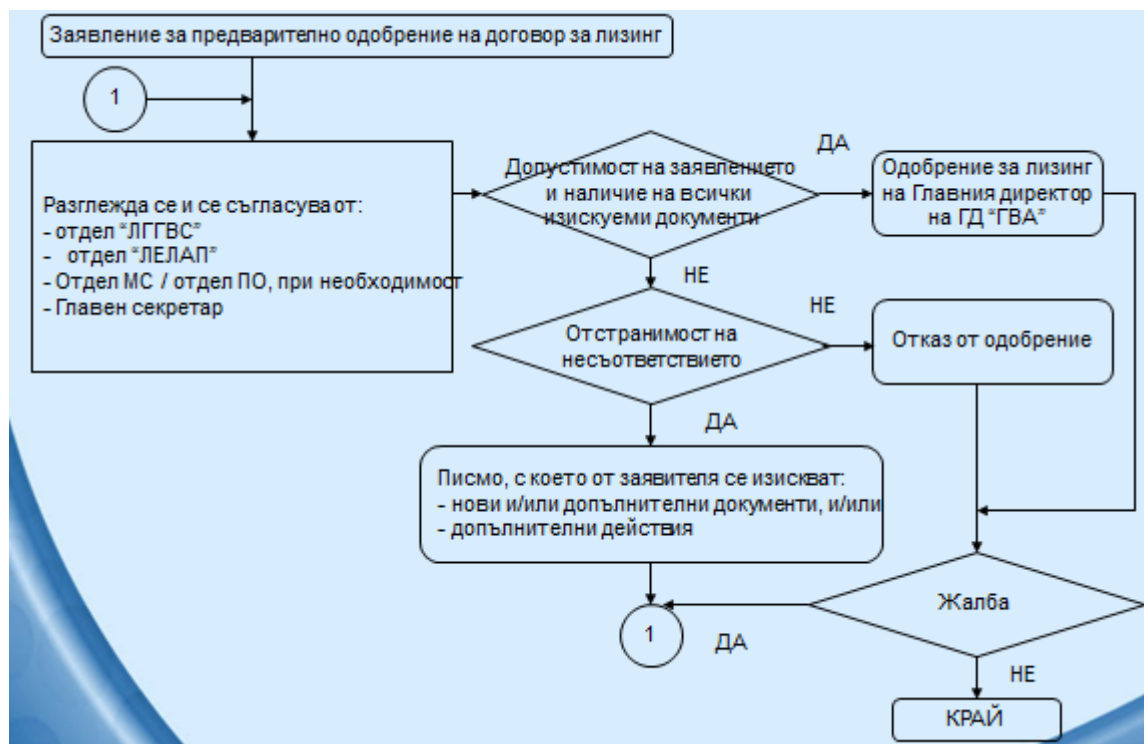 Заявление за предварително одобрение на договор за лизинг
1
Разглежда се и се съгласува от:
- отдел “ЛГГВС”
- отдел “ЛЕЛАП”
- Отдел МС / отдел ПО, при необходимост
- Главен секретар
Допустимост на заявлението
и наличие на всички
изискуеми документи
ДА
Одобрение за лизинг
на Главния директор
на ГД “ГВА”
НЕ
Отстранимост на
несъответствието
НЕ
Отказ от одобрение
ДА
Писмо, с което от заявителя се изискват:
- нови и/или допълнителни документи, и/или
- допълнителни действия
Жалба
1
ДА
НЕ
КРАЙ